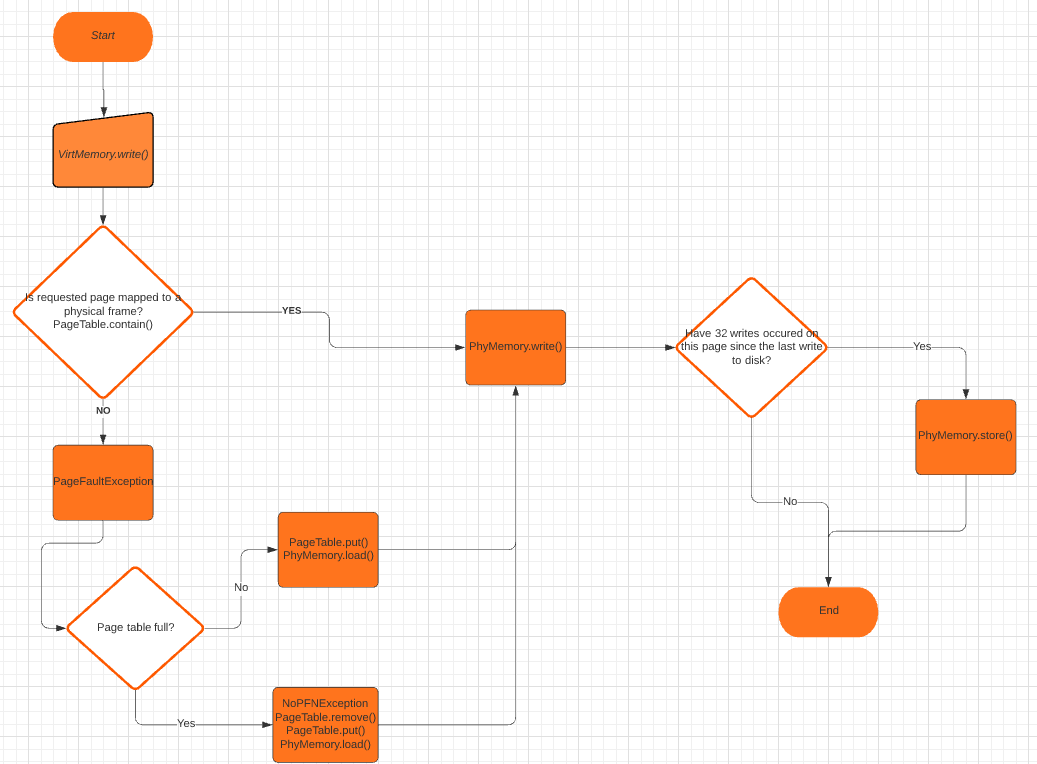 Start
VirtMemory.write()
Is requested page mapped to a
physical frame?
PageTable.contain()
YES
NO
PageFaultException
Page table full?
No
PageTable.put()
PhyMemory.load()
Yes
NoPFNException
PageTable.remove()
PageTable.put()
PhyMemory.load()
PhyMemory.write()
Have 32 writes occured on
this page since the last write
to disk?
Yes
PhyMemory.store()
No
End